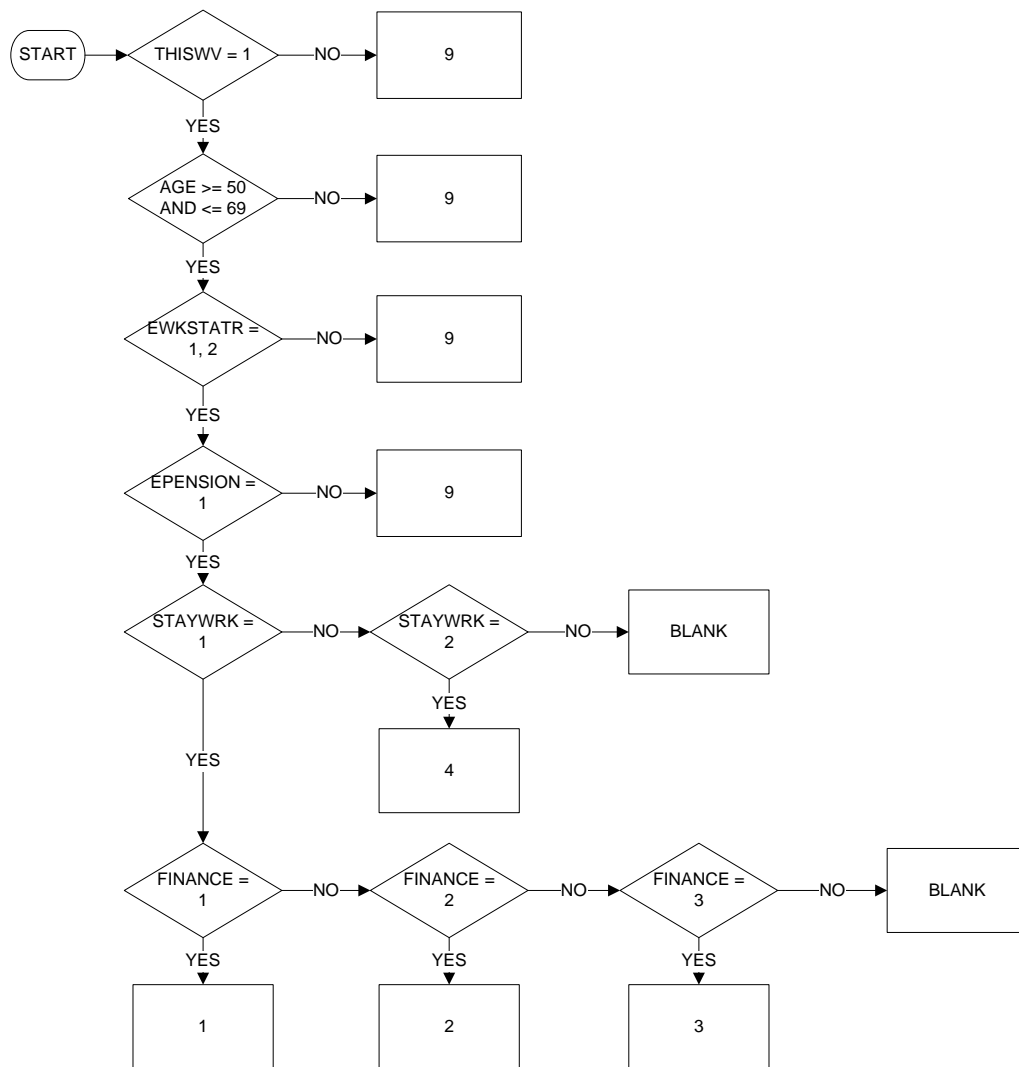 START
THISWV = 1
NO
9
YES
AGE >= 50
AND <= 69
NO
9
YES
EWKSTATR =
1, 2
NO
9
YES
EPENSION =
1
NO
9
YES
STAYWRK =
1
NO
STAYWRK =
2
NO
BLANK
YES
4
YES
FINANCE =
1
NO
FINANCE =
2
NO
FINANCE =
3
NO
BLANK
YES
YES
YES
1
2
3